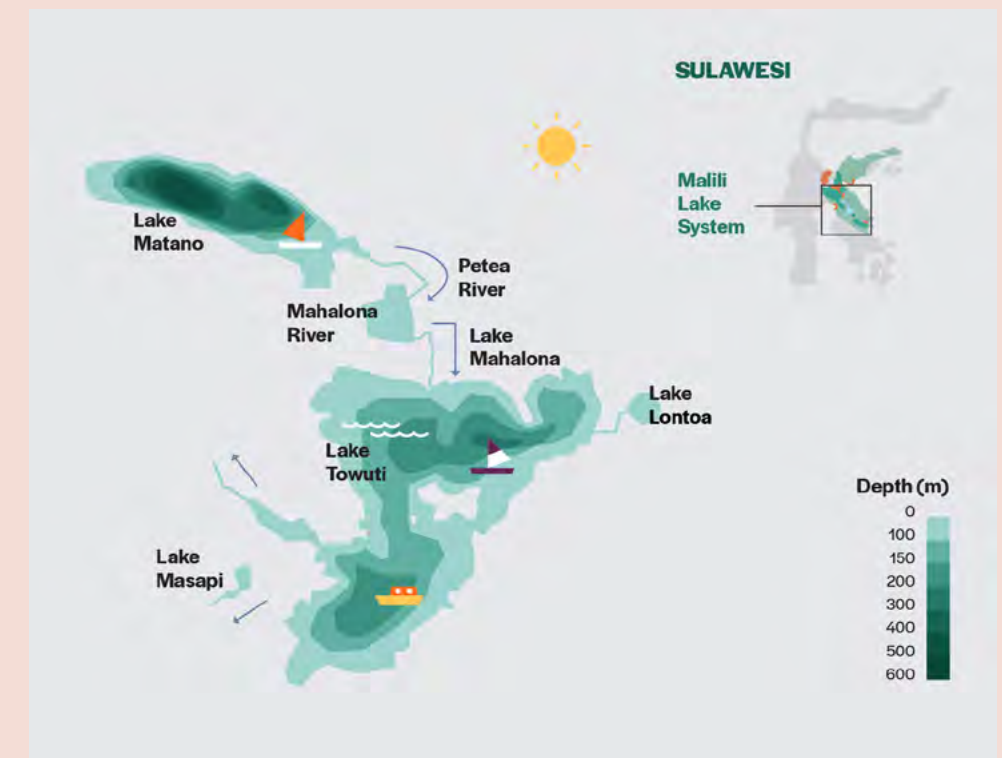 SULAWESI
Malili
Lake
System
Lake
Matano
Petea
River
Mahalona
River
Lake
Mahalona
Lake
Lontoa
Lake
Towuti
Lake
Masapi
Depth (m)
0
100
150
200
300
400
500
600